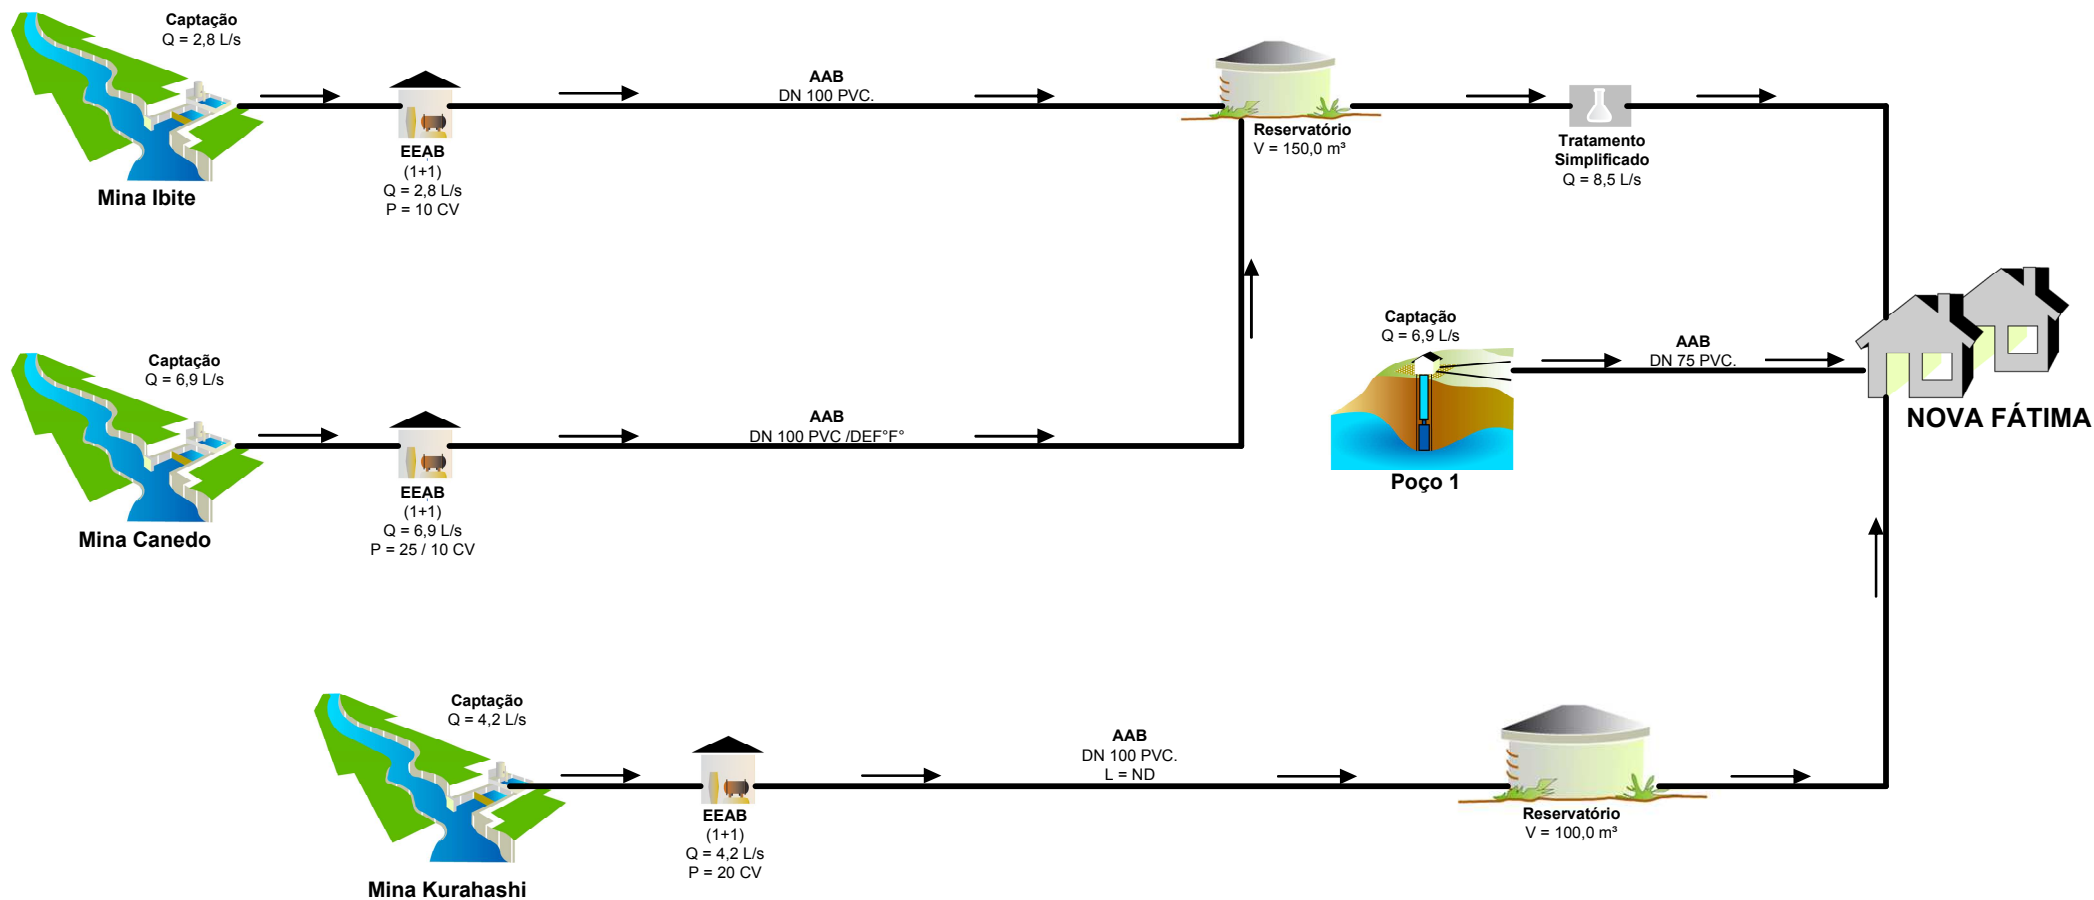 Captação
Q = 2,8 L/s
Mina Ibite
EEAB
(1+1)
Q = 2,8 L/s
P = 10 CV
AAB
DN 100 PVC.
Reservatório
V = 150,0 m³
Tratamento
Simplificado
Q = 8,5 L/s
Captação
Q = 6,9 L/s
Mina Canedo
EEAB
(1+1)
Q = 6,9 L/s
P = 25 / 10 CV
AAB
DN 100 PVC /DEF°F°
Captação
Q = 6,9 L/s
Poço 1
AAB
DN 75 PVC.
NOVA FÁTIMA
Captação
Q = 4,2 L/s
Mina Kurahashi
EEAB
(1+1)
Q = 4,2 L/s
P = 20 CV
AAB
DN 100 PVC.
L = ND
Reservatório
V = 100,0 m³